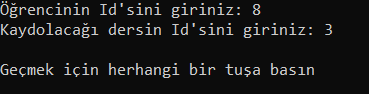 Öğrencinin Id'sini giriniz: 8
Kaydolacağı dersin Id'sini giriniz: 3
Geçmek için herhangi bir tuşa basın